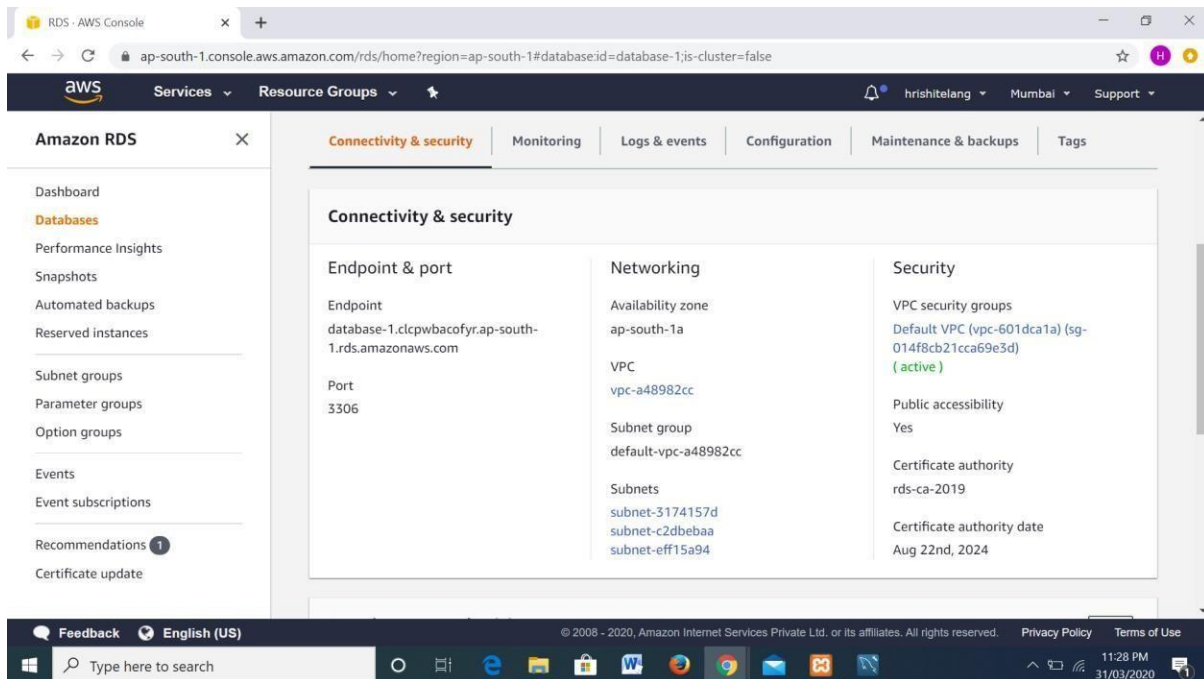 RDS · AWS Console
ap-south-1.console.aws.amazon.com/rds/home?region=ap-south-1#database:id=database-1;is-cluster=false
H
aws
Services
Resource Groups
hrishitelang
Mumbai
Support
Amazon RDS
Dashboard
Databases
Performance Insights
Snapshots
Automated backups
Reserved instances
Subnet groups
Parameter groups
Option groups
Events
Event subscriptions
Recommendations 1
Certificate update
Connectivity & security
Monitoring
Logs & events
Configuration
Maintenance & backups
Tags
Connectivity & security
Endpoint & port
Endpoint
database-1.clcpwbacofyr.ap-south-
1.rds.amazonaws.com
Port
3306
Networking
Availability zone
ap-south-1a
VPC
vpc-a48982cc
Subnet group
default-vpc-a48982cc
Subnets
subnet-3174157d
subnet-c2dbebaa
subnet-eff15a94
Security
VPC security groups
Default VPC (vpc-601dca1a) (sg-
014f8cb21cca69e3d)
( active )
Public accessibility
Yes
Certificate authority
rds-ca-2019
Certificate authority date
Aug 22nd, 2024
Feedback
English (US)
© 2008 - 2020, Amazon Internet Services Private Ltd. or its affiliates. All rights reserved.
Privacy Policy
Terms of Use
Type here to search
11:28 PM
31/03/2020